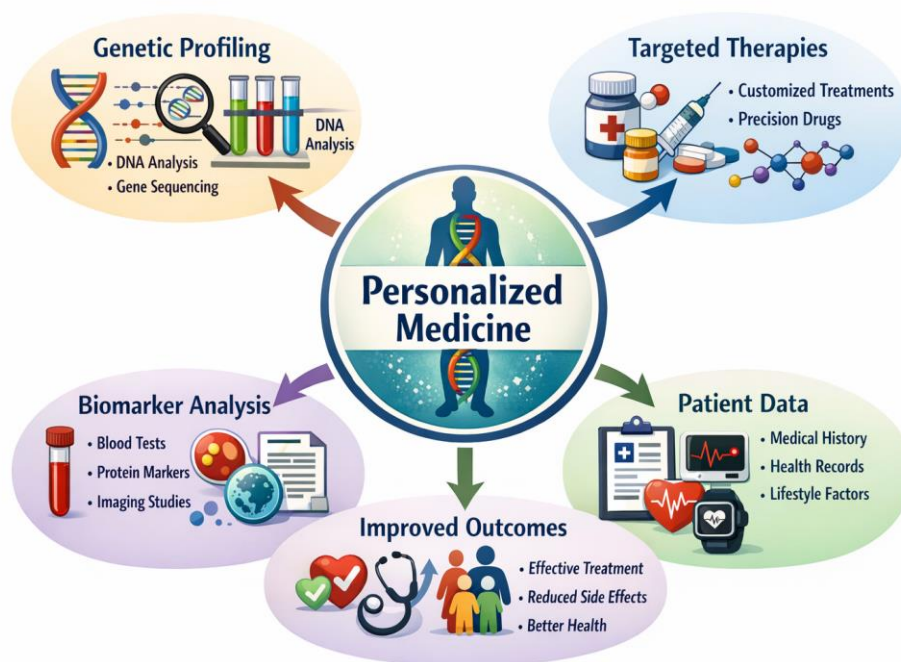 Genetic Profiling
DNA
Analysis
• DNA Analysis
• Gene Sequencing
Targeted Therapies
• Customized Treatments
• Precision Drugs
Personalized
Medicine
Biomarker Analysis
• Blood Tests
• Protein Markers
• Imaging Studies
Patient Data
• Medical History
• Health Records
• Lifestyle Factors
Improved Outcomes
• Effective Treatment
• Reduced Side Effects
• Better Health